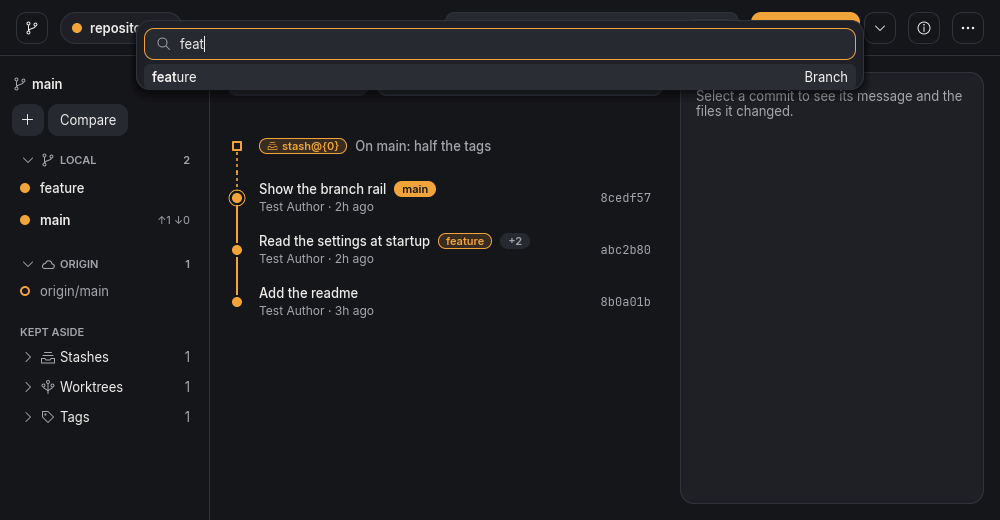 feat
feature Branch
main
Compare
LOCAL 2
feature
main ↑1 ↓0
ORIGIN 1
origin/main
KEPT ASIDE
Stashes 1
Worktrees 1
Tags 1
stash@{0} On main: half the tags
Show the branch rail main
Test Author · 2h ago 8cedf57
Read the settings at startup feature +2
Test Author · 2h ago abc2b80
Add the readme
Test Author · 3h ago 8b0a01b
Select a commit to see its message and the
files it changed.